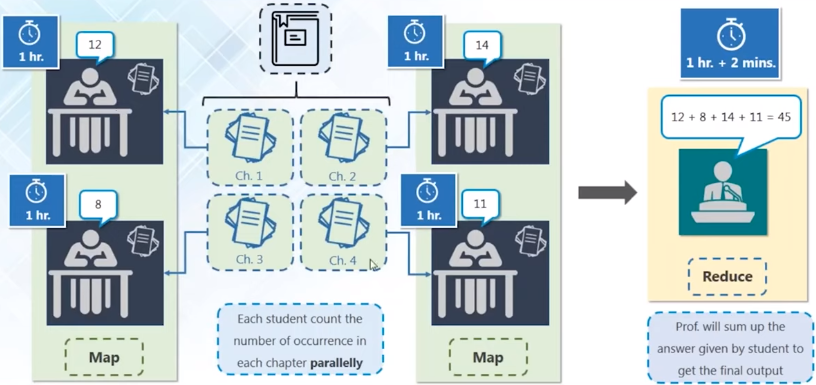 1 hr.
12
1 hr.
14
1 hr. + 2 mins.
12 + 8 + 14 + 11 = 45
Ch. 1
Ch. 2
1 hr.
8
1 hr.
11
Ch. 3
Ch. 4
Reduce
Each student count the
number of occurrence in
each chapter parallelly
Map
Map
Prof. will sum up the
answer given by student to
get the final output